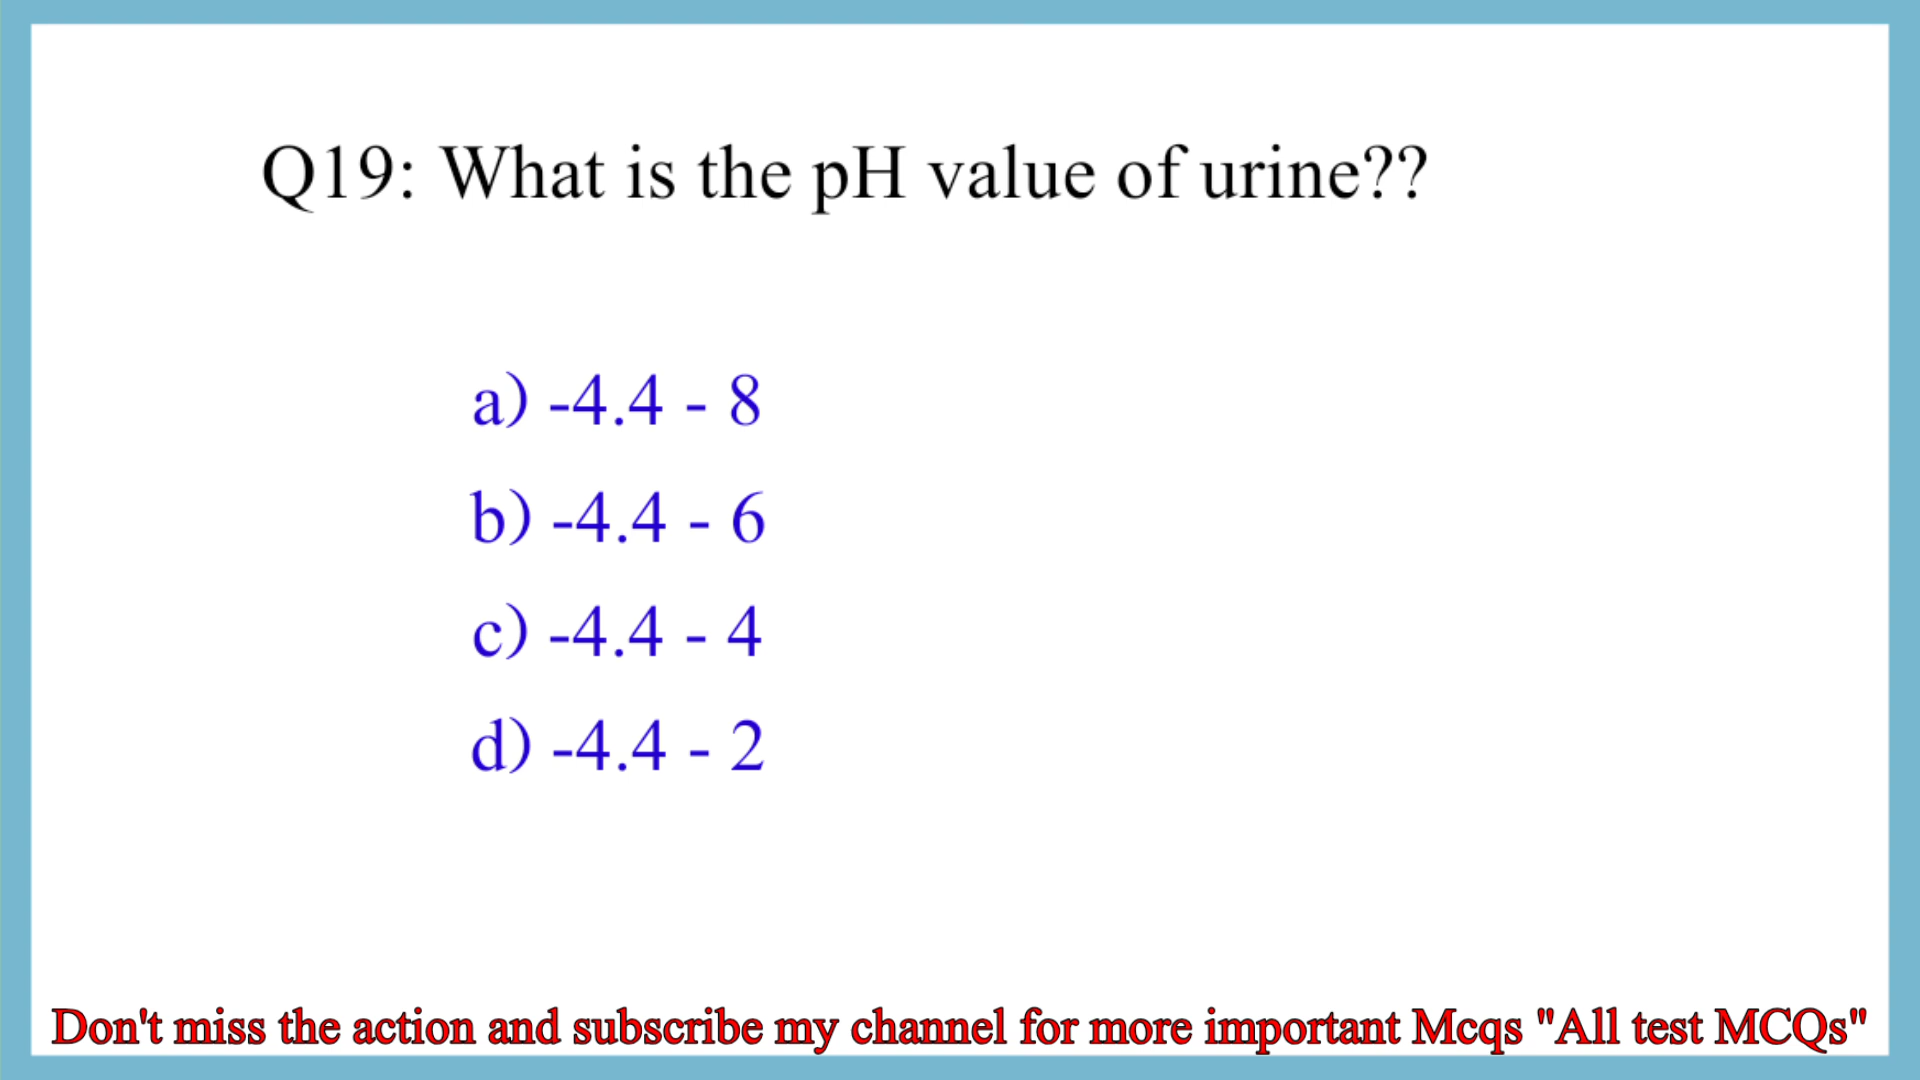 Q19: What is the pH value of urine??
a) -4.4 - 8
b) -4.4 - 6
c) -4.4 - 4
d) -4.4 - 2
Don't miss the action and subscribe my channel for more important Mcqs "All test MCQs"